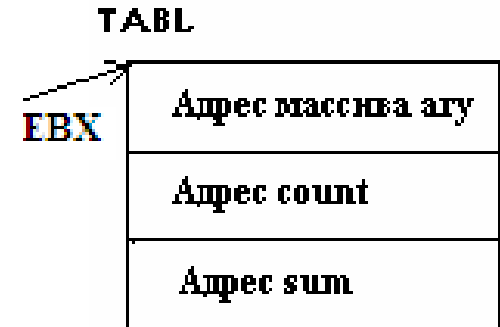 TABL
EBX
Адрес массива ary
Адрес count
Адрес sum